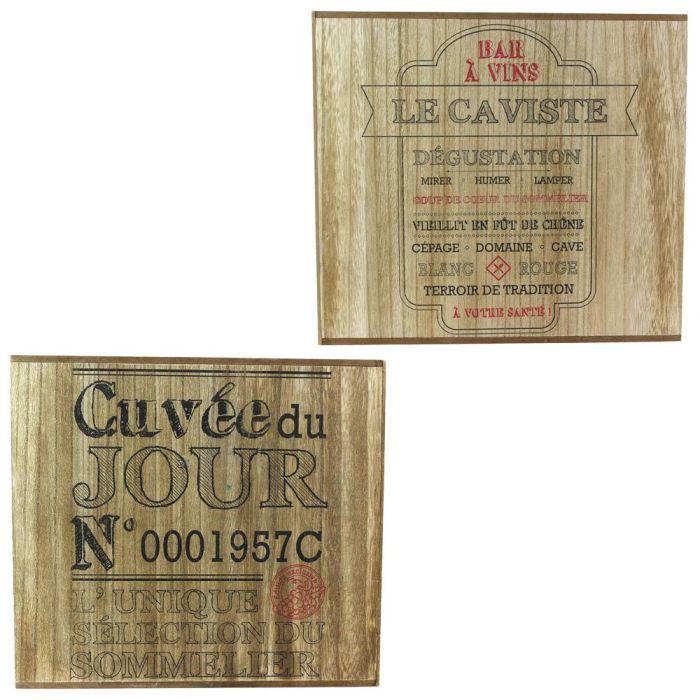 BAR
À VINS
LE CAVISTE
DÉGUSTATION
MIRER • HUMER • LAMPER
COUP DE COEUR DU SOMMELIER
VIEILLIT EN FÛT DE CHÊNE
CÉPAGE • DOMAINE • CAVE
BLANC ROUGE
TERROIR DE TRADITION
À VOTRE SANTÉ !
Cuvée du
JOUR
N° 0001957C
L' UNIQUE
SÉLECTION DU
SOMMELIER